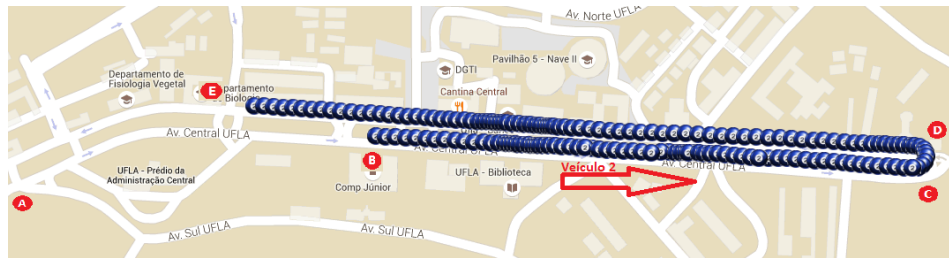 Av. Norte UFLA
Pavilhão 5 - Nave II
DGTI
Departamento de
Fisiologia Vegetal
E
Departamento
de Biologia
Cantina Central
Av. Central UFLA
D
B
Av. Central UFLA
Veículo 2
Av. Central UFLA
UFLA - Prédio da
Administração Central
Comp Júnior
UFLA - Biblioteca
C
A
Av. Sul UFLA
Av. Sul UFLA